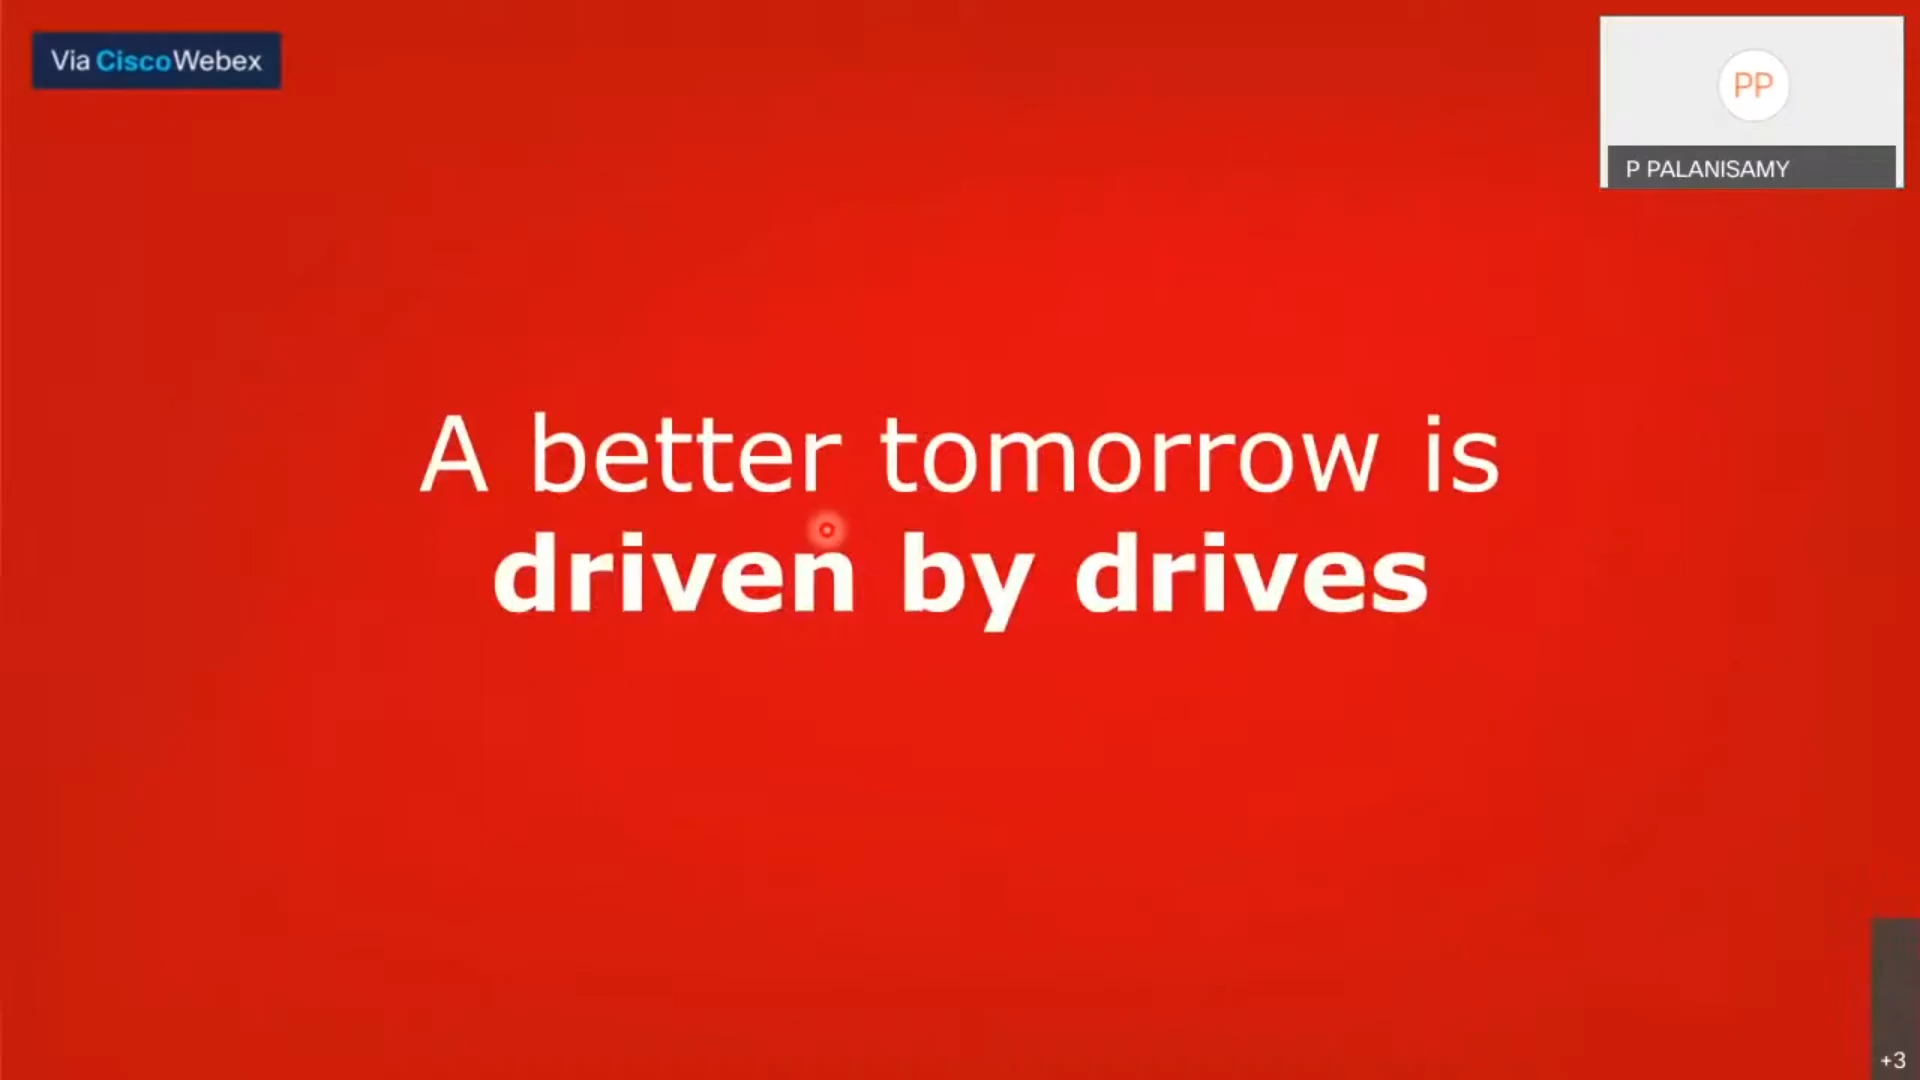 Via CiscoWebex
PP
P PALANISAMY
A better tomorrow is
driven by drives
+3